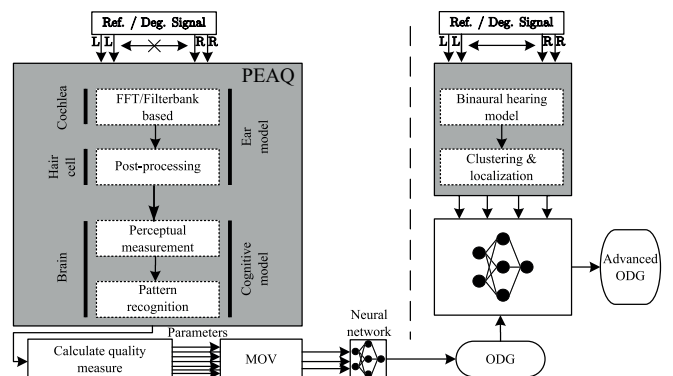 Ref. / Deg. Signal
L L R R
PEAQ
Cochlea
FFT/Filterbank
based
Ear
model
Hair
cell
Post-processing
Brain
Perceptual
measurement
Cognitive
model
Pattern
recognition
Parameters
Calculate quality
measure
MOV
Neural
network
Ref. / Deg. Signal
L L R R
Binaural hearing
model
Clustering &
localization
Advanced
ODG
ODG